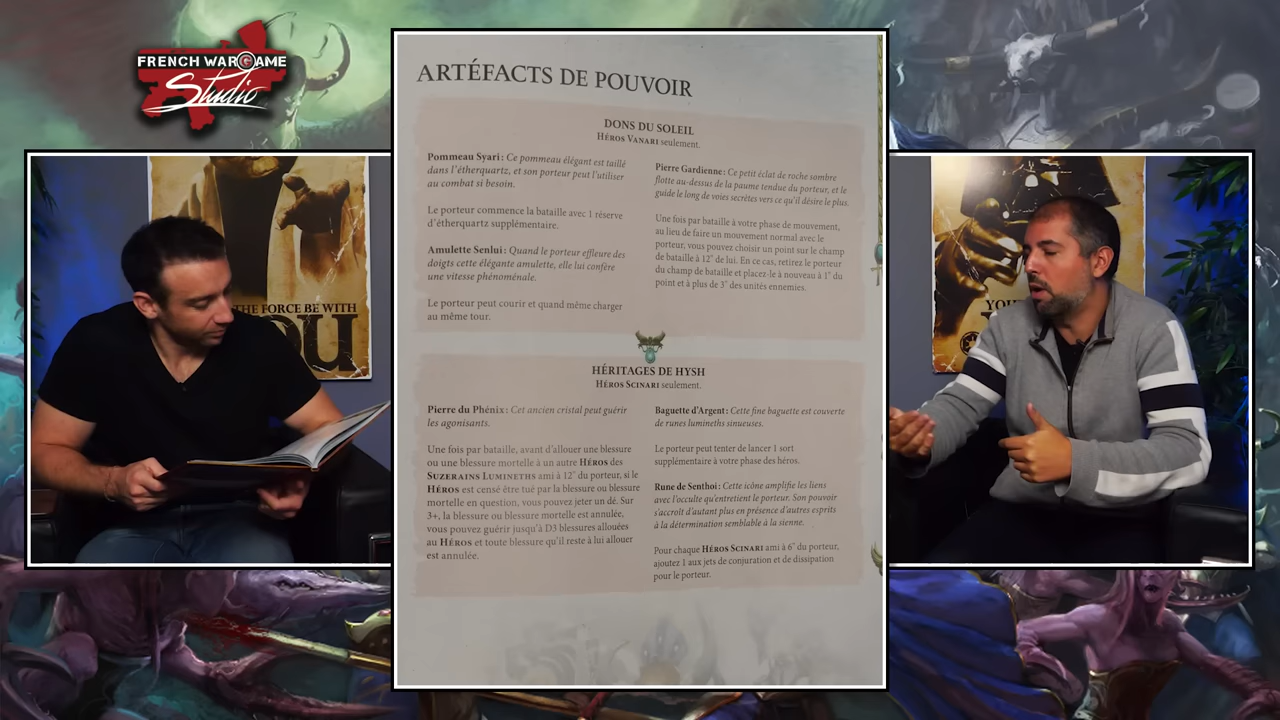 FRENCH WARGAME
Studio
THE FORCE BE WITH
YOU
ARTÉFACTS DE POUVOIR
DONS DU SOLEIL
HÉROS VANARI seulement.
Pommeau Syari : Ce pommeau élégant est taillé
dans l'étherquartz, et son porteur peut l'utiliser
au combat si besoin.
Le porteur commence la bataille avec 1 réserve
d'étherquartz supplémentaire.
Amulette Senlui : Quand le porteur effleure des
doigts cette élégante amulette, elle lui confère
une vitesse phénoménale.
Le porteur peut courir et quand même charger
au même tour.
Pierre Gardienne : Ce petit éclat de roche sombre
flotte au-dessus de la paume tendue du porteur, et le
guide le long de voies secrètes vers ce qu'il désire le plus.
Une fois par bataille à votre phase de mouvement,
au lieu de faire un mouvement normal avec le
porteur, vous pouvez choisir un point sur le champ
de bataille à 12" de lui. En ce cas, retirez le porteur
du champ de bataille et placez-le à nouveau à 1" du
point et à plus de 3" des unités ennemies.
HÉRITAGES DE HYSH
HÉROS SCINARI seulement.
Pierre du Phénix : Cet ancien cristal peut guérir
les agonisants.
Une fois par bataille, avant d'allouer une blessure
ou une blessure mortelle à un autre HÉROS des
SUZERAINS LUMINETHS ami à 12" du porteur, si le
HÉROS est censé être tué par la blessure ou blessure
mortelle en question, vous pouvez jeter un dé. Sur
3+, la blessure ou blessure mortelle est annulée,
vous pouvez guérir jusqu'à D3 blessures allouées
au HÉROS et toute blessure qu'il reste à lui allouer
est annulée.
Baguette d'Argent : Cette fine baguette est couverte
de runes lumineths sinueuses.
Le porteur peut tenter de lancer 1 sort
supplémentaire à votre phase des héros.
Rune de Senthoi : Cette icône amplifie les liens
avec l'occulte qu'entretient le porteur. Son pouvoir
s'accroît d'autant plus en présence d'autres esprits
à la détermination semblable à la sienne.
Pour chaque HÉROS SCINARI ami à 6" du porteur,
ajoutez 1 aux jets de conjuration et de dissipation
pour le porteur.